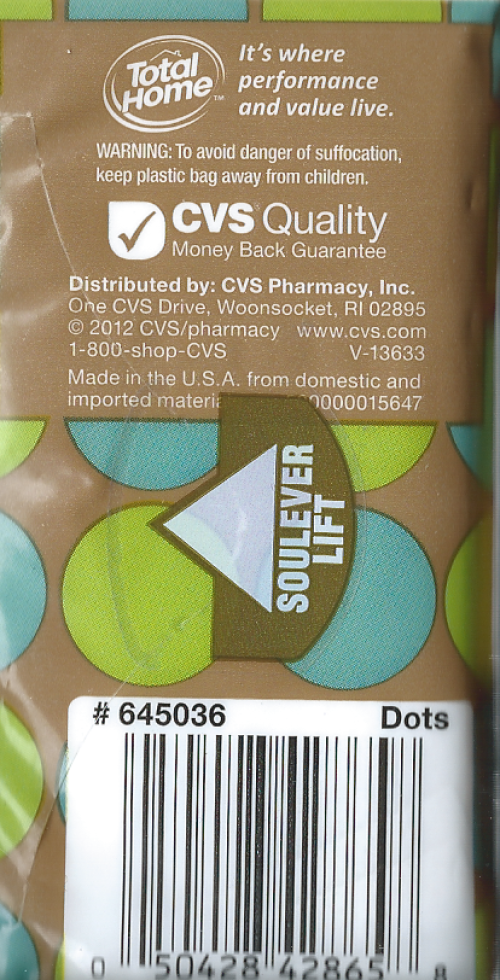 Total
Home™
It's where
performance
and value live.
WARNING: To avoid danger of suffocation,
keep plastic bag away from children.
CVS® Quality
Money Back Guarantee
Distributed by: CVS Pharmacy, Inc.
One CVS Drive, Woonsocket, RI 02895
© 2012 CVS/pharmacy www.cvs.com
1-800-shop-CVS V-13633
Made in the U.S.A. from domestic and
imported materia 0000015647
SOULEVER
LIFT
# 645036 Dots
0 50428 42865 8